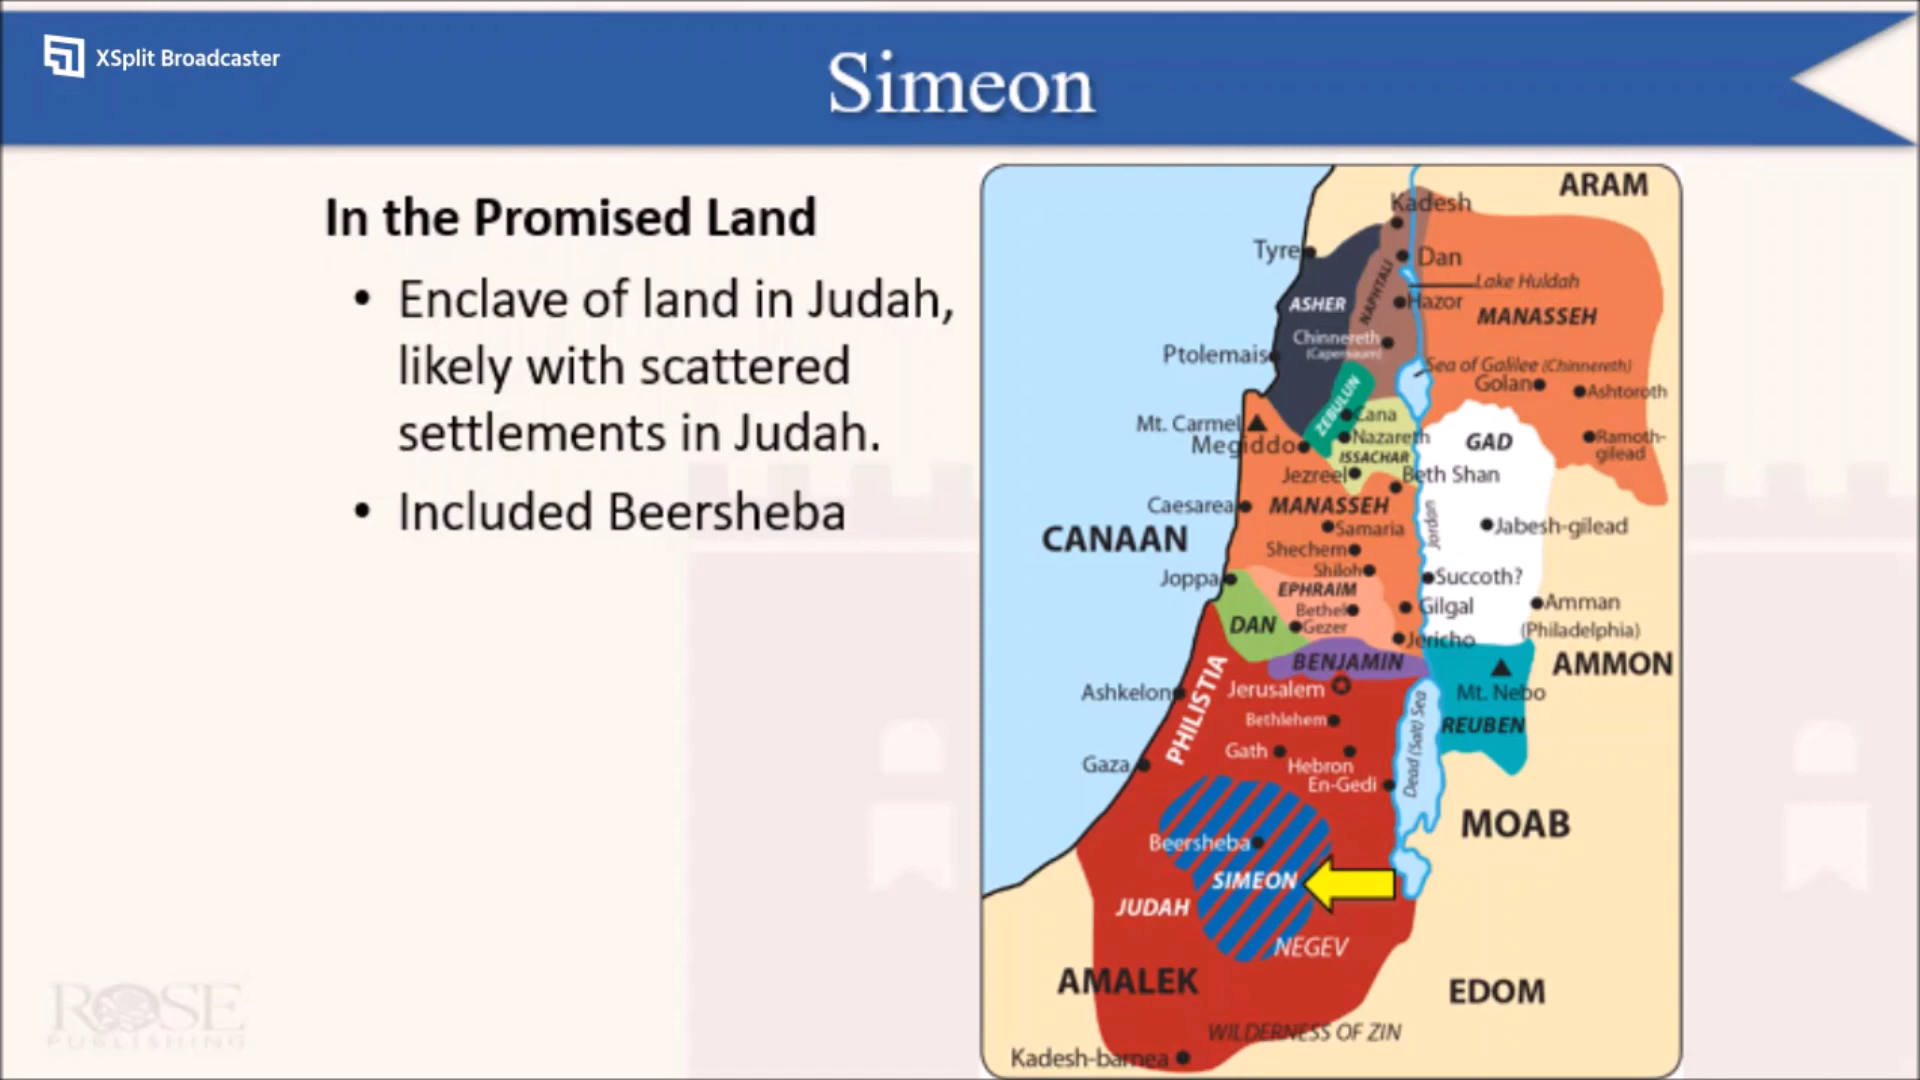 XSplit Broadcaster
Simeon
In the Promised Land
• Enclave of land in Judah,
likely with scattered
settlements in Judah.
• Included Beersheba
ARAM
Kadesh
Tyre
Dan
Lake Huldah
NAPHTALI
ASHER
Hazor
MANASSEH
Chinnereth
(Capernaum)
Ptolemais
Sea of Galilee (Chinnereth)
Golan
Ashtoroth
ZEBULUN
Cana
Mt. Carmel
Nazareth
GAD
Ramoth-
gilead
Megiddo
ISSACHAR
Jezreel
Beth Shan
Caesarea
MANASSEH
Jordan
Samaria
Jabesh-gilead
CANAAN
Shechem
Shiloh
Joppa
Succoth?
EPHRAIM
Bethel
Gilgal
Amman
(Philadelphia)
DAN
Gezer
Jericho
BENJAMIN
AMMON
PHILISTIA
Jerusalem
Ashkelon
Mt. Nebo
Dead (Salt) Sea
Bethlehem
REUBEN
Gath
Hebron
Gaza
En-Gedi
MOAB
Beersheba
SIMEON
JUDAH
NEGEV
AMALEK
EDOM
WILDERNESS OF ZIN
Kadesh-barnea
ROSE
PUBLISHING